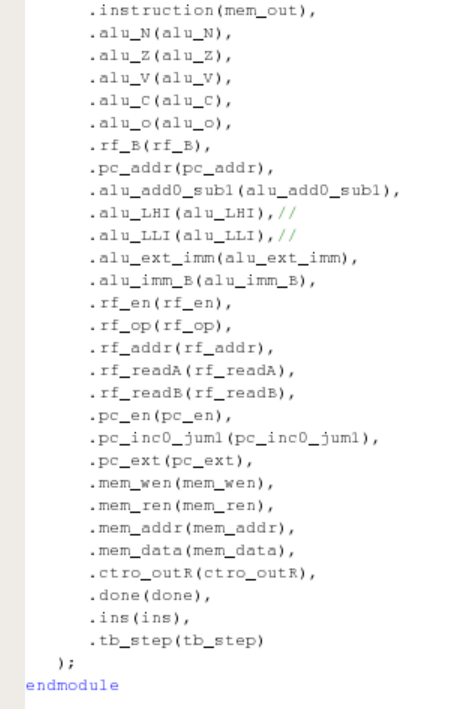 .instruction(mem_out),
.alu_N(alu_N),
.alu_Z(alu_Z),
.alu_V(alu_V),
.alu_C(alu_C),
.alu_o(alu_o),
.rf_B(rf_B),
.pc_addr(pc_addr),
.alu_add0_sub1(alu_add0_sub1),
.alu_LHI(alu_LHI),//
.alu_LLI(alu_LLI),//
.alu_ext_imm(alu_ext_imm),
.alu_imm_B(alu_imm_B),
.rf_en(rf_en),
.rf_op(rf_op),
.rf_addr(rf_addr),
.rf_readA(rf_readA),
.rf_readB(rf_readB),
.pc_en(pc_en),
.pc_inc0_jum1(pc_inc0_jum1),
.pc_ext(pc_ext),
.mem_wen(mem_wen),
.mem_ren(mem_ren),
.mem_addr(mem_addr),
.mem_data(mem_data),
.ctro_outR(ctro_outR),
.done(done),
.ins(ins),
.tb_step(tb_step)
);
endmodule